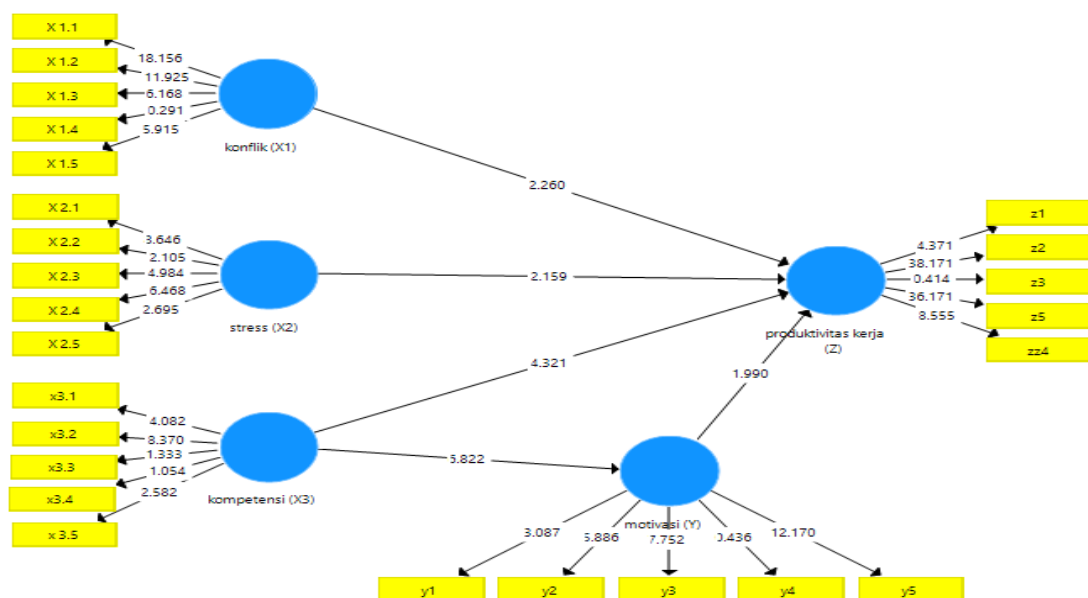 X 1.1
X 1.2
X 1.3
X 1.4
X 1.5
18.156
11.925
6.168
0.291
5.915
konflik (X1)
2.260
X 2.1
X 2.2
X 2.3
X 2.4
X 2.5
3.646
2.105
4.984
6.468
2.695
stress (X2)
2.159
x3.1
x3.2
x3.3
x3.4
x 3.5
4.082
8.370
1.333
1.054
2.582
kompetensi (X3)
4.321
z1
z2
z3
z5
zz4
4.371
38.171
0.414
36.171
8.555
produktivitas kerja
(Z)
1.990
motivasi (Y)
3.087
7.752
12.170
y1
y2
y3
y4
y5